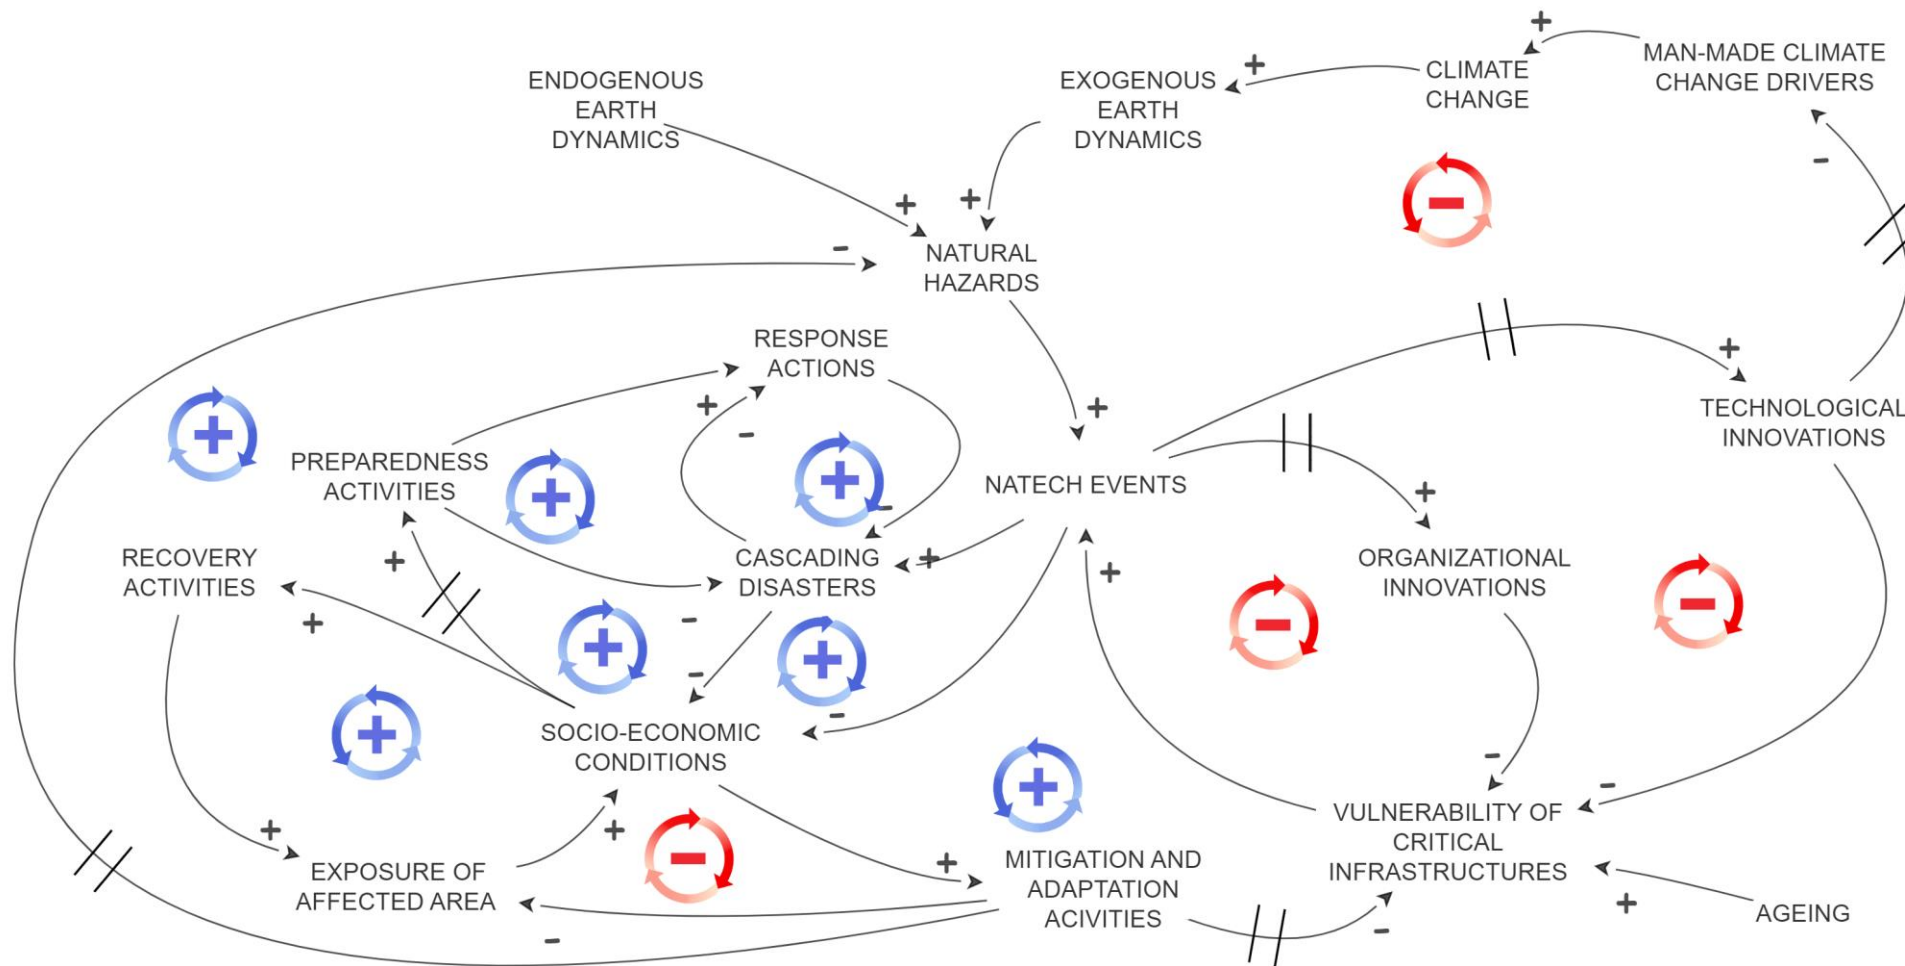 MAN-MADE CLIMATE
CHANGE DRIVERS
CLIMATE
CHANGE
EXOGENOUS
EARTH
DYNAMICS
ENDOGENOUS
EARTH
DYNAMICS
NATURAL
HAZARDS
RESPONSE
ACTIONS
TECHNOLOGICAL
INNOVATIONS
PREPAREDNESS
ACTIVITIES
NATECH EVENTS
RECOVERY
ACTIVITIES
CASCADING
DISASTERS
ORGANIZATIONAL
INNOVATIONS
SOCIO-ECONOMIC
CONDITIONS
VULNERABILITY OF
CRITICAL
INFRASTRUCTURES
EXPOSURE OF
AFFECTED AREA
MITIGATION AND
ADAPTATION
ACIVITIES
AGEING